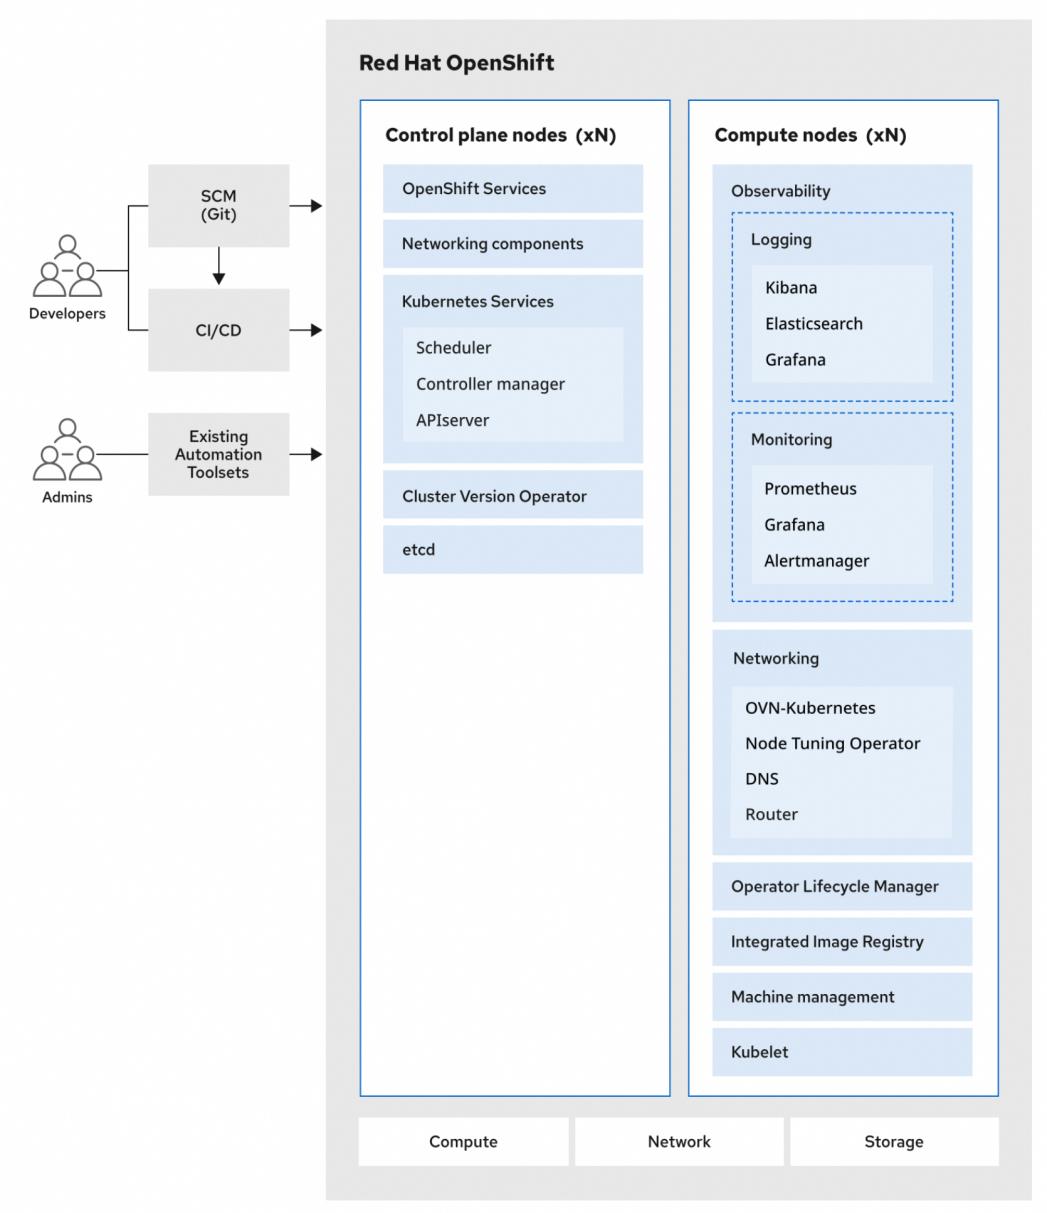 Red Hat OpenShift
SCM
(Git)
CI/CD
Developers
Existing
Automation
Toolsets
Admins
Control plane nodes (xN)
OpenShift Services
Networking components
Kubernetes Services
Scheduler
Controller manager
APIserver
Cluster Version Operator
etcd
Compute nodes (xN)
Observability
Logging
Kibana
Elasticsearch
Grafana
Monitoring
Prometheus
Grafana
Alertmanager
Networking
OVN-Kubernetes
Node Tuning Operator
DNS
Router
Operator Lifecycle Manager
Integrated Image Registry
Machine management
Kubelet
Compute
Network
Storage